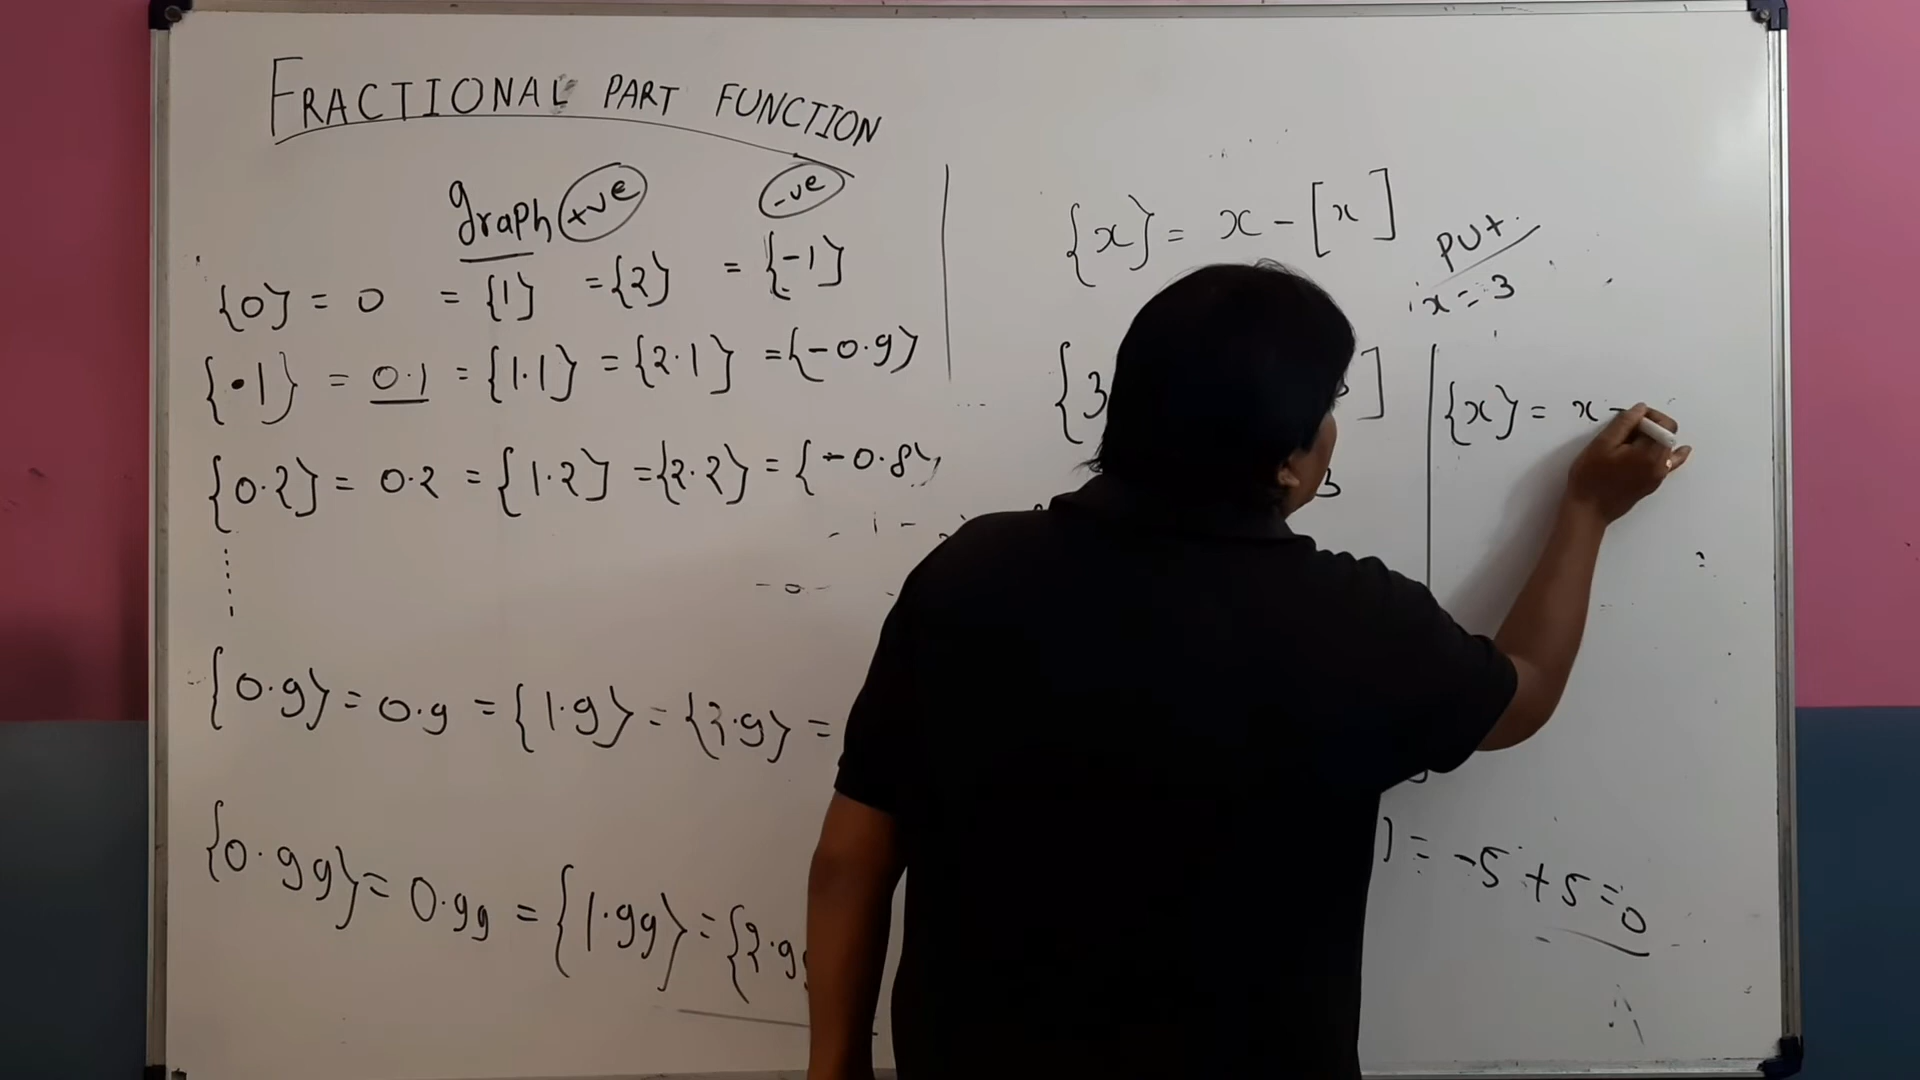 FRACTIONAL PART FUNCTION
graph +ve -ve
{0} = 0 = {1} = {2} = {-1}
{.1} = 0.1 = {1.1} = {2.1} = {-0.9}
{0.2} = 0.2 = {1.2} = {2.2} = {-0.8}
{0.9} = 0.9 = {1.9} = {2.9} =
{0.99} = 0.99 = {1.99} = {2.9
{x} = x - [x]
put
x = 3
{3 ]
3
{x} = x -
) = -5 + 5 = 0